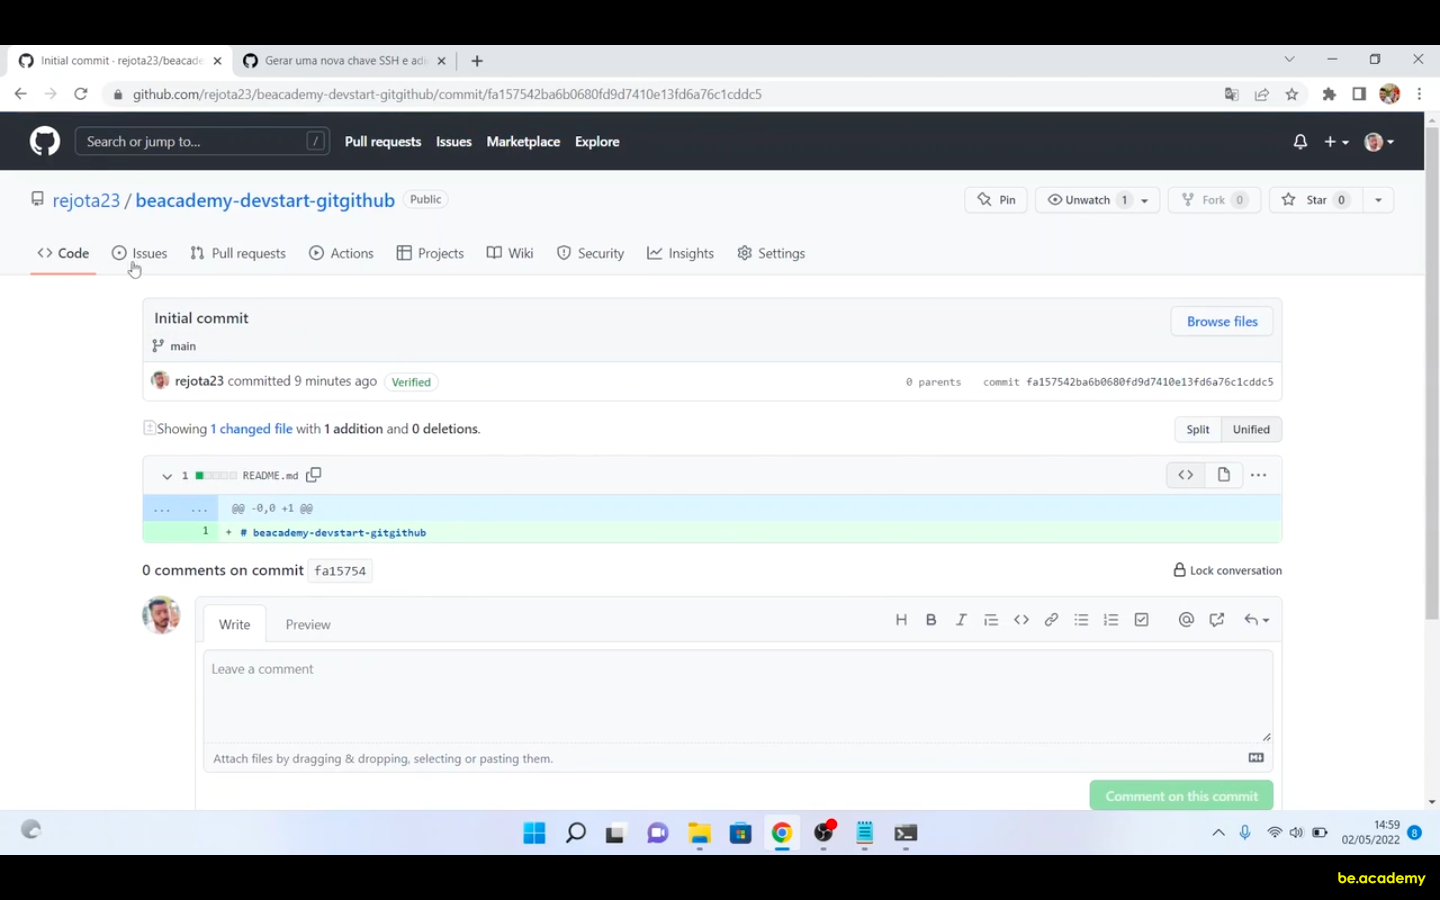 Initial commit · rejota23/beacade
Gerar uma nova chave SSH e adi
github.com/rejota23/beacademy-devstart-gitgithub/commit/fa157542ba6b0680fd9d7410e13fd6a76c1cddc5
Search or jump to... /
Pull requests Issues Marketplace Explore
rejota23 / beacademy-devstart-gitgithub Public
Pin Unwatch 1 Fork 0 Star 0
Code Issues Pull requests Actions Projects Wiki Security Insights Settings
Initial commit
Browse files
main
rejota23 committed 9 minutes ago Verified
0 parents commit fa157542ba6b0680fd9d7410e13fd6a76c1cddc5
Showing 1 changed file with 1 addition and 0 deletions.
Split Unified
1 README.md
... ... @@ -0,0 +1 @@
1 + # beacademy-devstart-gitgithub
0 comments on commit fa15754
Lock conversation
Write Preview
Leave a comment
Attach files by dragging & dropping, selecting or pasting them.
Comment on this commit
14:59
02/05/2022 8
be.academy